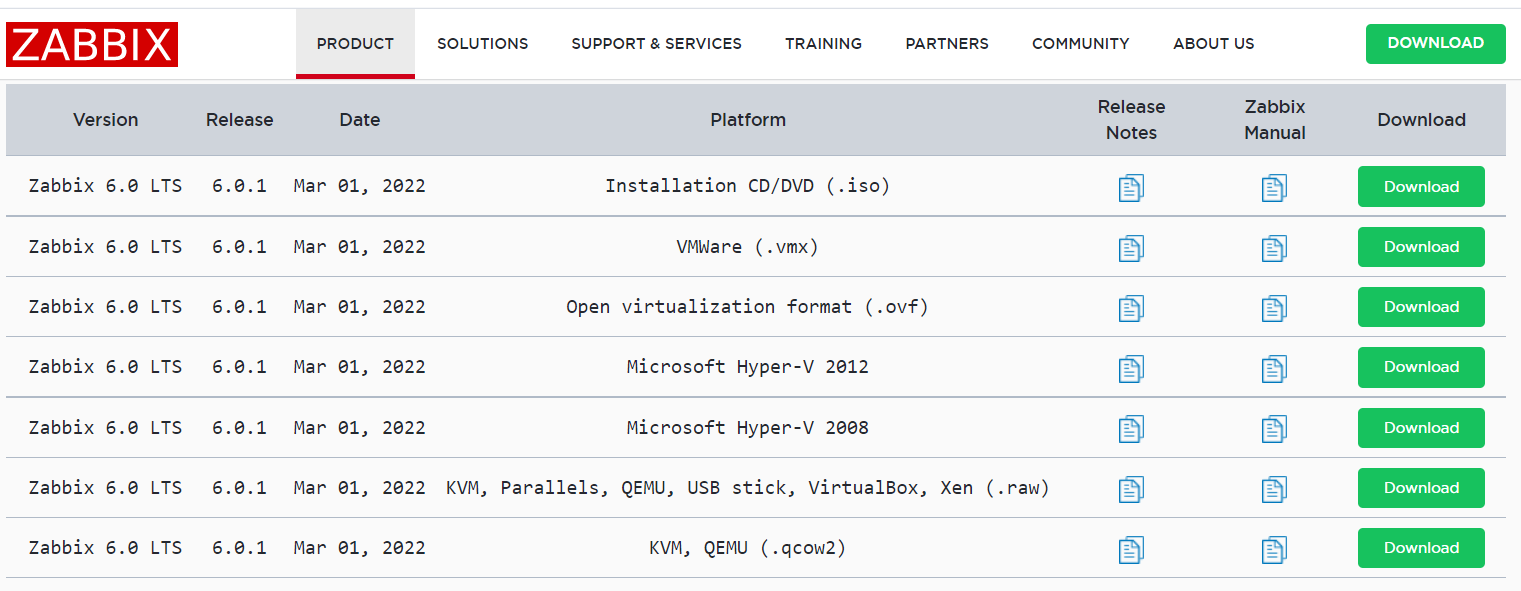 ZABBIX PRODUCT SOLUTIONS SUPPORT & SERVICES TRAINING PARTNERS COMMUNITY ABOUT US DOWNLOAD
Version Release Date Platform Release Notes Zabbix Manual Download
Zabbix 6.0 LTS 6.0.1 Mar 01, 2022 Installation CD/DVD (.iso) Download
Zabbix 6.0 LTS 6.0.1 Mar 01, 2022 VMWare (.vmx) Download
Zabbix 6.0 LTS 6.0.1 Mar 01, 2022 Open virtualization format (.ovf) Download
Zabbix 6.0 LTS 6.0.1 Mar 01, 2022 Microsoft Hyper-V 2012 Download
Zabbix 6.0 LTS 6.0.1 Mar 01, 2022 Microsoft Hyper-V 2008 Download
Zabbix 6.0 LTS 6.0.1 Mar 01, 2022 KVM, Parallels, QEMU, USB stick, VirtualBox, Xen (.raw) Download
Zabbix 6.0 LTS 6.0.1 Mar 01, 2022 KVM, QEMU (.qcow2) Download